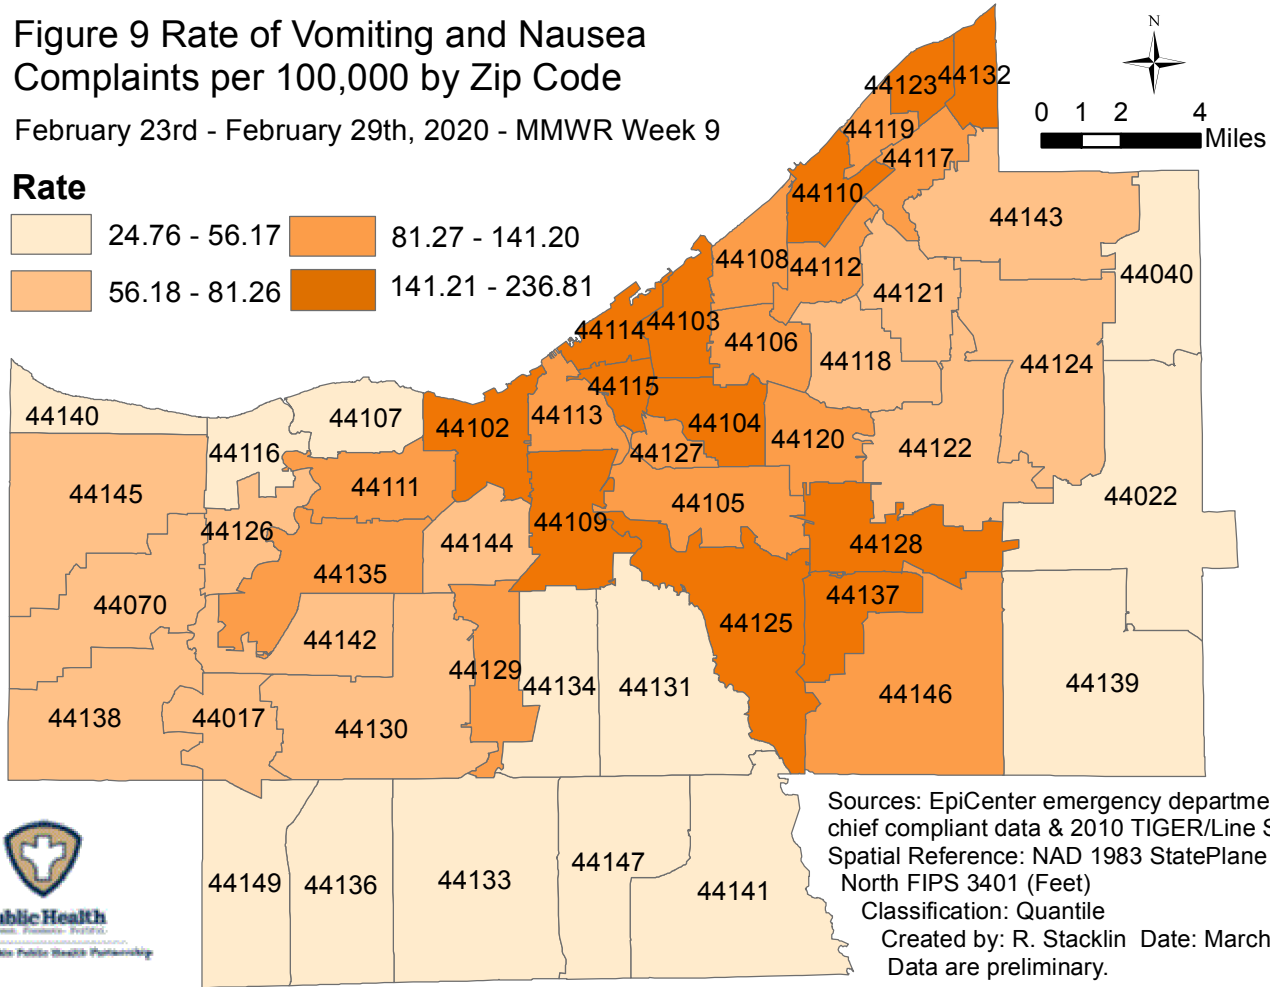 Figure 9 Rate of Vomiting and Nausea
Complaints per 100,000 by Zip Code
February 23rd - February 29th, 2020 - MMWR Week 9
Rate
24.76 - 56.17
81.27 - 141.20
56.18 - 81.26
141.21 - 236.81
N
0 1 2 4
Miles
44123
44132
44119
44117
44110
44143
44108
44112
44040
44121
44114
44103
44106
44118
44124
44115
44140
44107
44102
44113
44104
44120
44122
44116
44127
44145
44111
44105
44022
44126
44109
44144
44128
44135
44070
44137
44125
44142
44129
44134
44131
44146
44139
44138
44017
44130
44149
44136
44133
44147
44141
Sources: EpiCenter emergency departme
chief compliant data & 2010 TIGER/Line S
Spatial Reference: NAD 1983 StatePlane
North FIPS 3401 (Feet)
Classification: Quantile
Created by: R. Stacklin Date: March
Data are preliminary.
ublic Health
Public Health Partnership